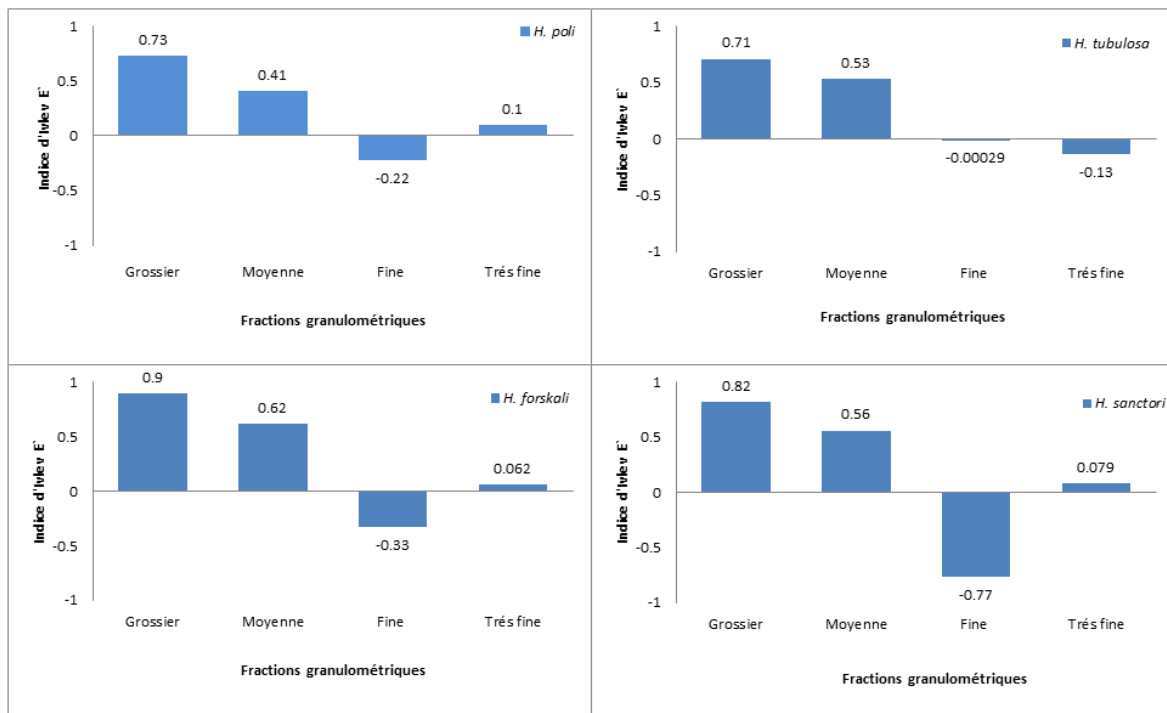 H. poli
Indice d'Ivlev E`
1
0.5
0
-0.5
-1
0.73
0.41
-0.22
0.1
Grossier Moyenne Fine Trés fine
Fractions granulométriques
H. tubulosa
Indice d'Ivlev E`
1
0.5
0
-0.5
-1
0.71
0.53
-0.00029
-0.13
Grossier Moyenne Fine Trés fine
Fractions granulométriques
H. forskali
Indice d'Ivlev E`
1
0.5
0
-0.5
-1
0.9
0.62
-0.33
0.062
Grossier Moyenne Fine Trés fine
Fractions granulométriques
H. sanctori
Indice d'Ivlev E`
1
0.5
0
-0.5
-1
0.82
0.56
-0.77
0.079
Grossier Moyenne Fine Trés fine
Fractions granulométriques